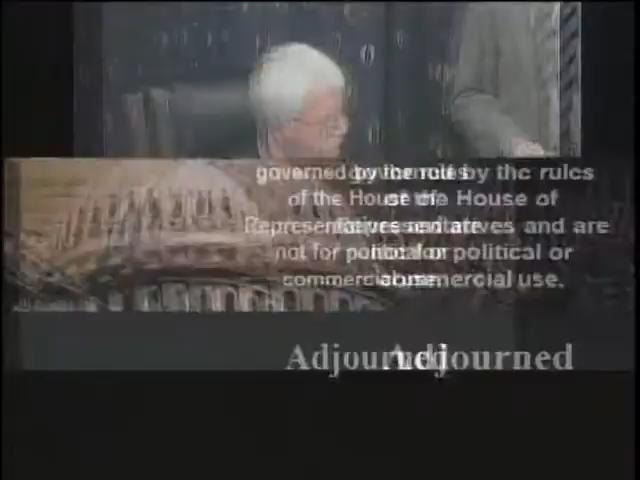 governed by the rules
of the House of
Representatives and are
not for political or
commercial use.
Adjourned